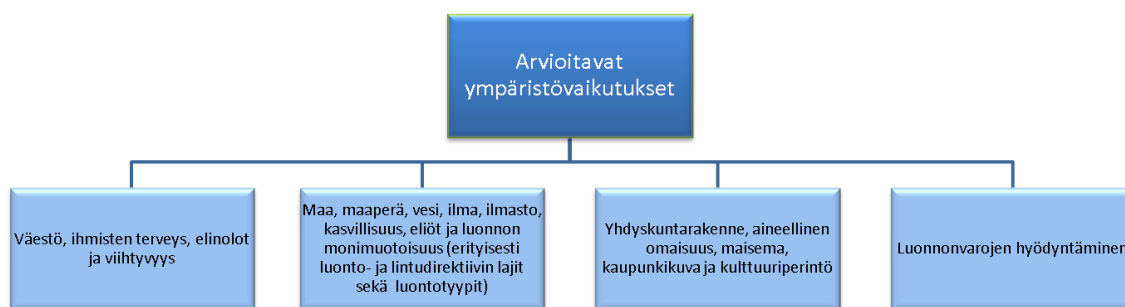 Arvioitavat
ympäristövaikutukset
Väestö, ihmisten terveys, elinolot
ja viihtyvyys
Maa, maaperä, vesi, ilma, ilmasto,
kasvillisuus, eliöt ja luonnon
monimuotoisuus (erityisesti
luonto- ja lintudirektiivin lajit
sekä luontotyypit)
Yhdyskuntarakenne, aineellinen
omaisuus, maisema,
kaupunkikuva ja kulttuuriperintö
Luonnonvarojen hyödyntäminen